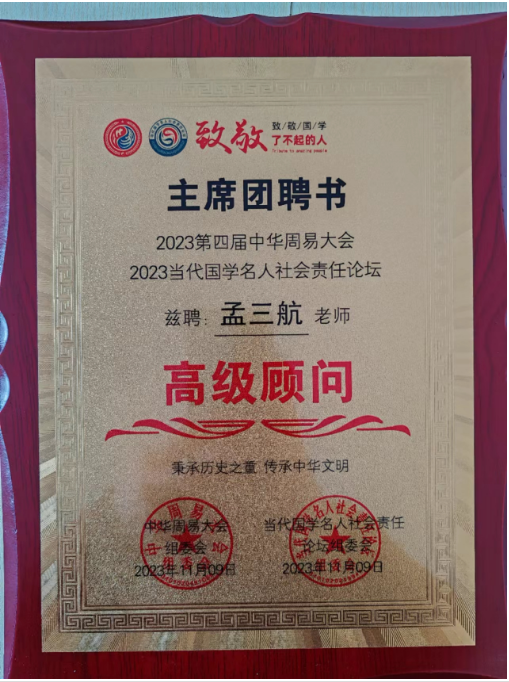 致敬
致/敬/国/学
了不起的人
主席团聘书
2023第四届中华周易大会
2023当代国学名人社会责任论坛
兹聘: 孟三航 老师
高级顾问
秉承历史之重 传承中华文明
中华周易大会
组委会
2023年11月09日
当代国学名人社会责任
论坛组委会
2023年11月09日